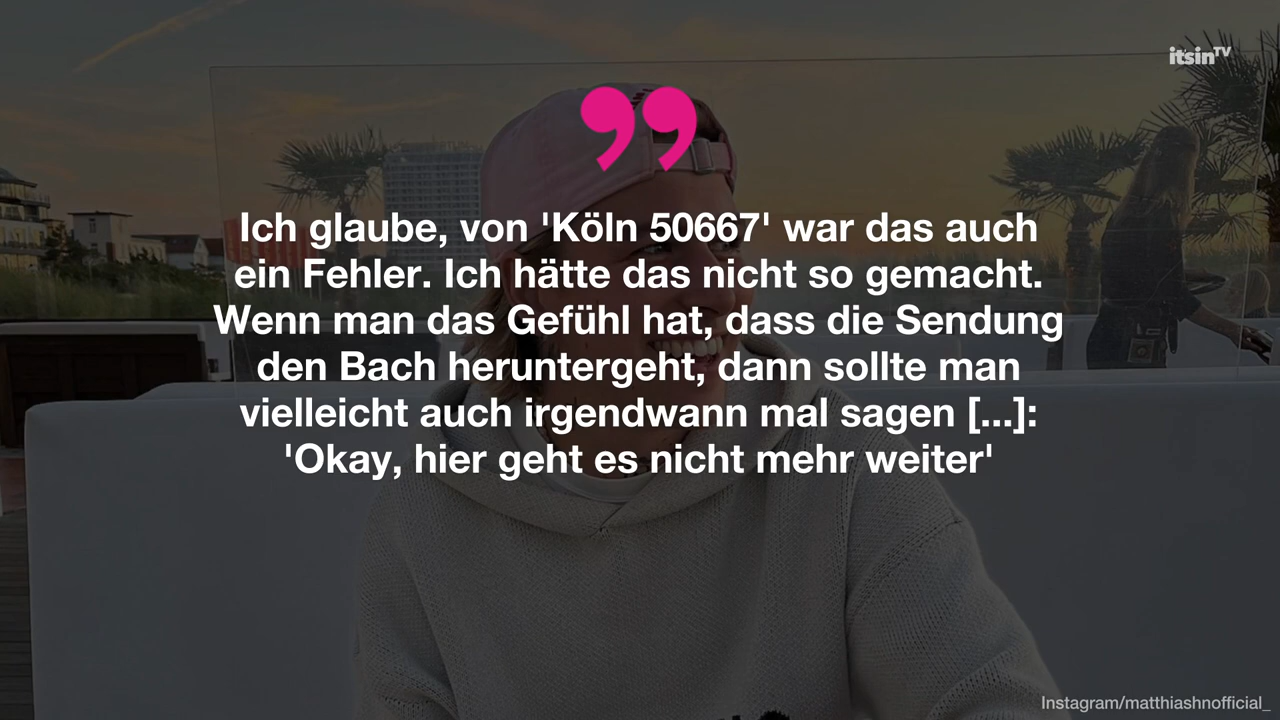 itsinTV
Ich glaube, von 'Köln 50667' war das auch
ein Fehler. Ich hätte das nicht so gemacht.
Wenn man das Gefühl hat, dass die Sendung
den Bach heruntergeht, dann sollte man
vielleicht auch irgendwann mal sagen [...]:
'Okay, hier geht es nicht mehr weiter'
Instagram/matthiashnofficial_